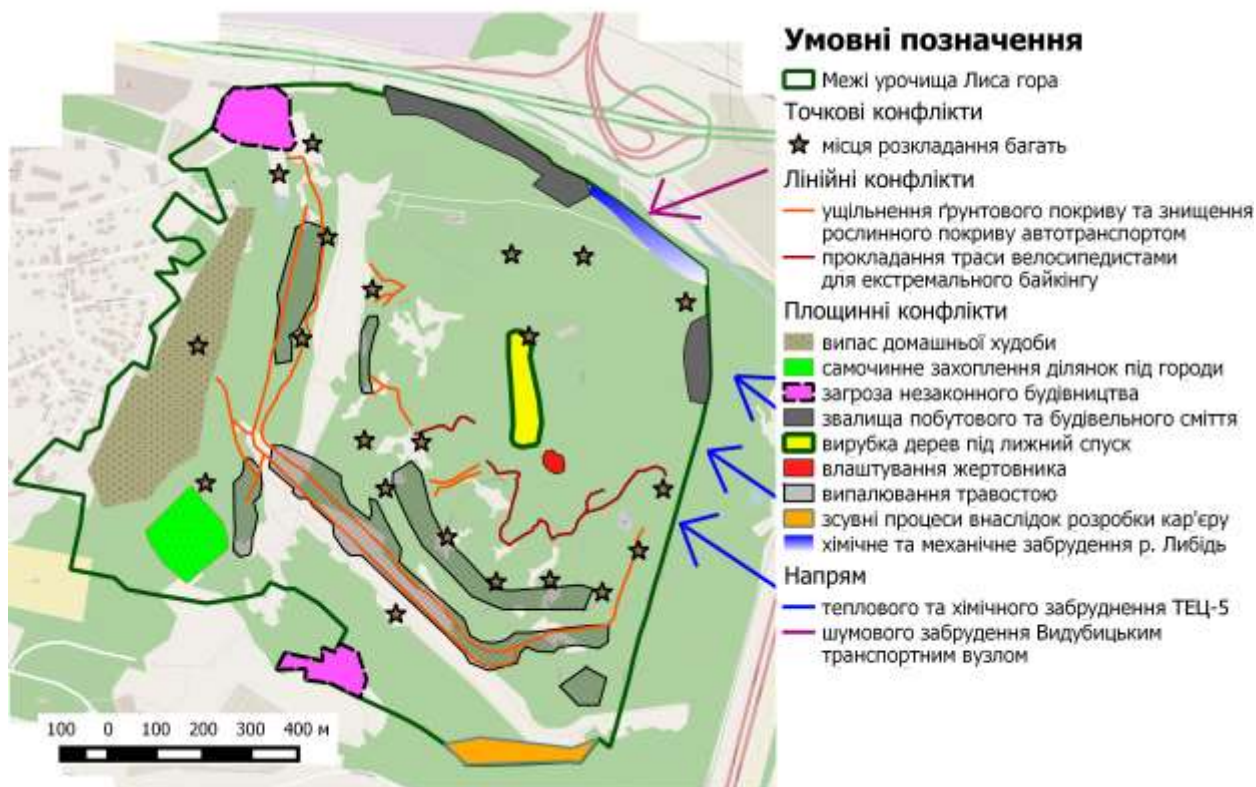 Умовні позначення
Межі урочища Лиса гора
Точкові конфлікти
місця розкладання багать
Лінійні конфлікти
ущільнення ґрунтового покриву та знищення
рослинного покриву автотранспортом
прокладання траси велосипедистами
для екстремального байкінгу
Площинні конфлікти
випас домашньої худоби
самочинне захоплення ділянок під городи
загроза незаконного будівництва
звалища побутового та будівельного сміття
вирубка дерев під лижний спуск
влаштування жертовника
випалювання травостою
зсувні процеси внаслідок розробки кар'єру
хімічне та механічне забрудення р. Либідь
Напрям
теплового та хімічного забруднення ТЕЦ-5
шумового забрудення Видубицьким
транспортним вузлом
100 0 100 200 300 400 м